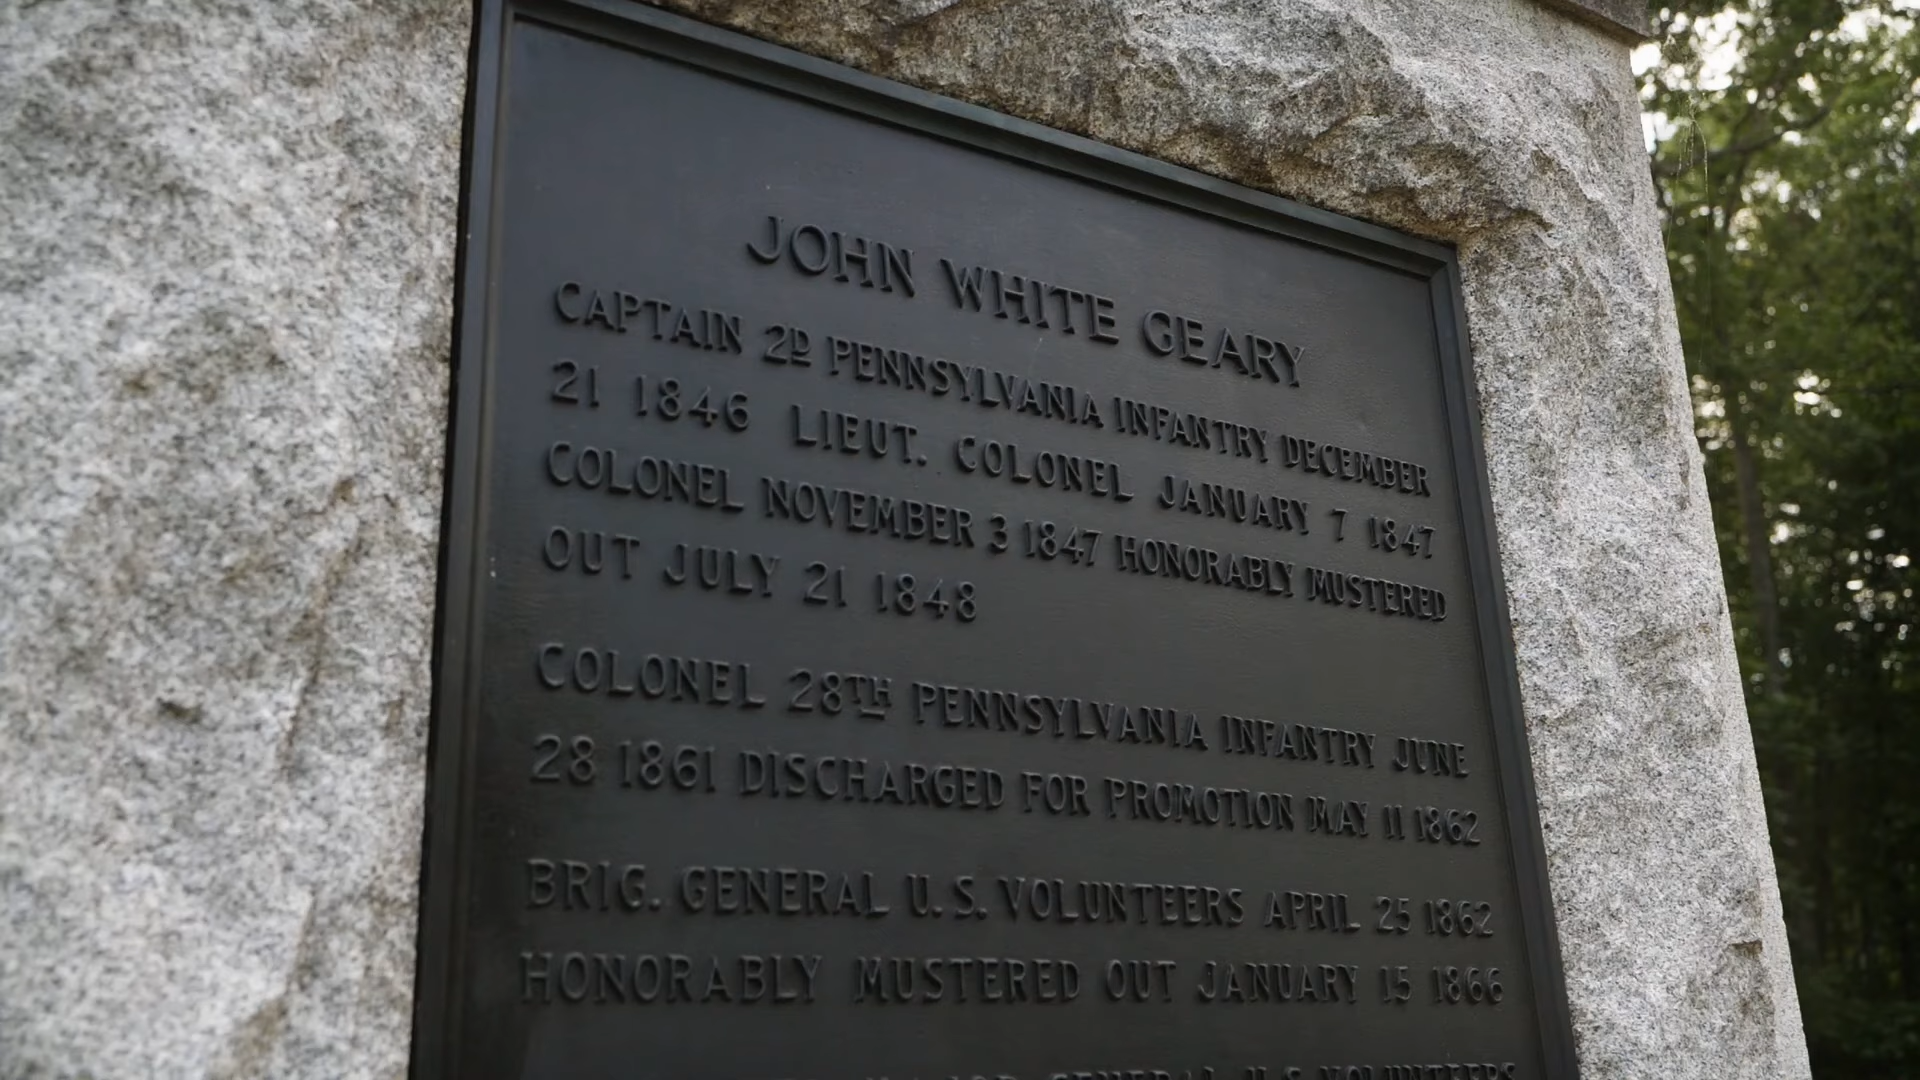 JOHN WHITE GEARY
CAPTAIN 2D PENNSYLVANIA INFANTRY DECEMBER
21 1846 LIEUT. COLONEL JANUARY 7 1847
COLONEL NOVEMBER 3 1847 HONORABLY MUSTERED
OUT JULY 21 1848
COLONEL 28TH PENNSYLVANIA INFANTRY JUNE
28 1861 DISCHARGED FOR PROMOTION MAY 11 1862
BRIG. GENERAL U.S. VOLUNTEERS APRIL 25 1862
HONORABLY MUSTERED OUT JANUARY 15 1866
GENERAL U.S. VOLUNTEERS